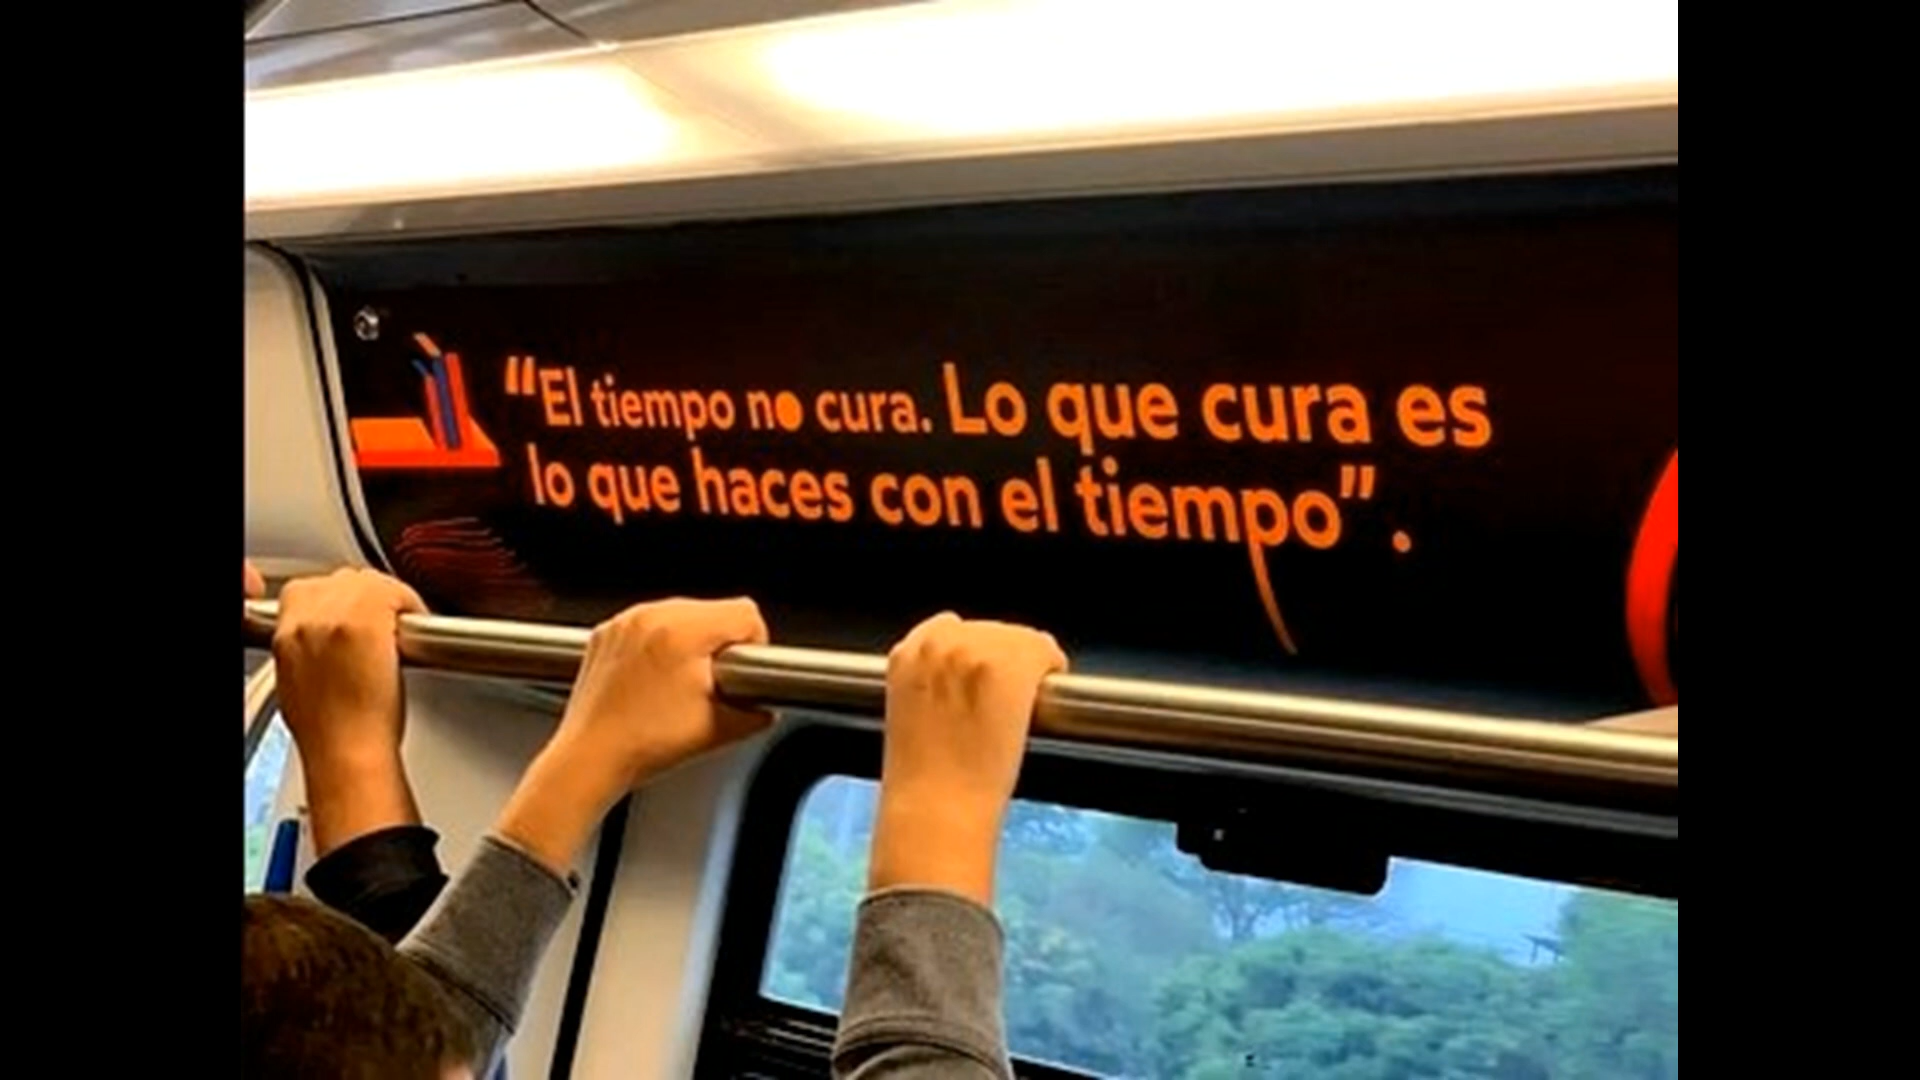 “El tiempo no cura. Lo que cura es
lo que haces con el tiempo”.